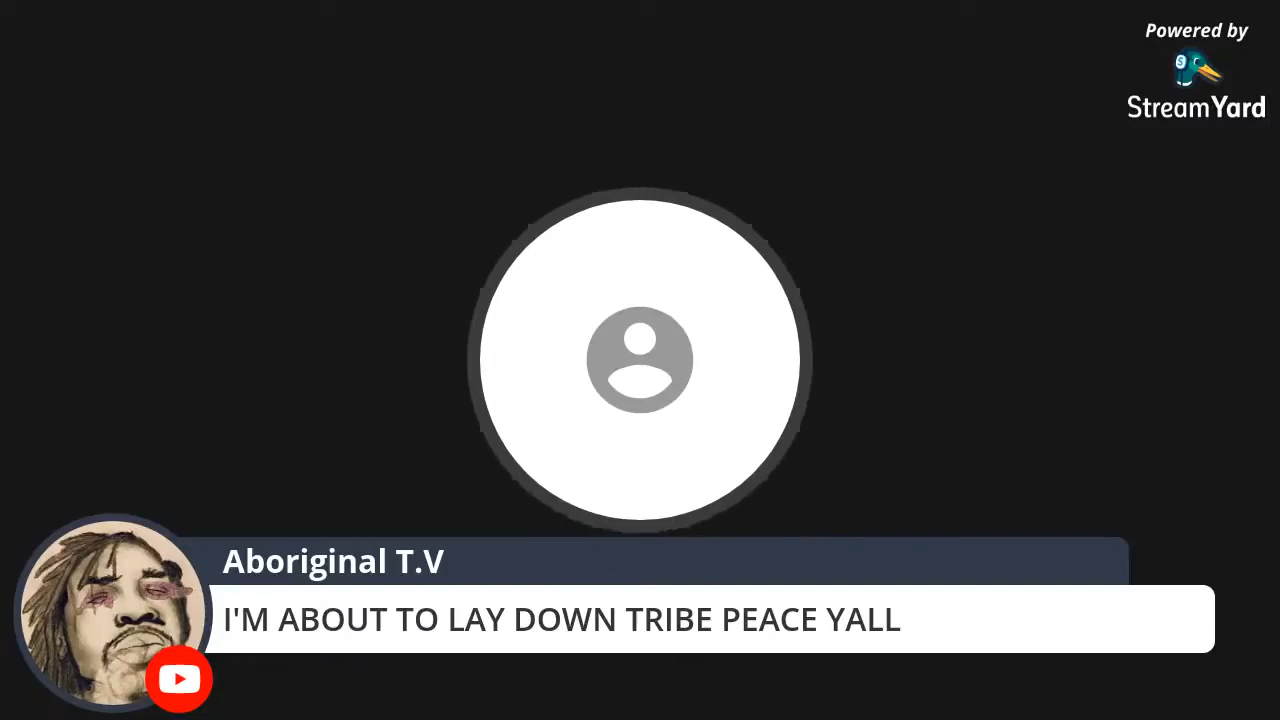 Powered by
StreamYard
Aboriginal T.V
I'M ABOUT TO LAY DOWN TRIBE PEACE YALL